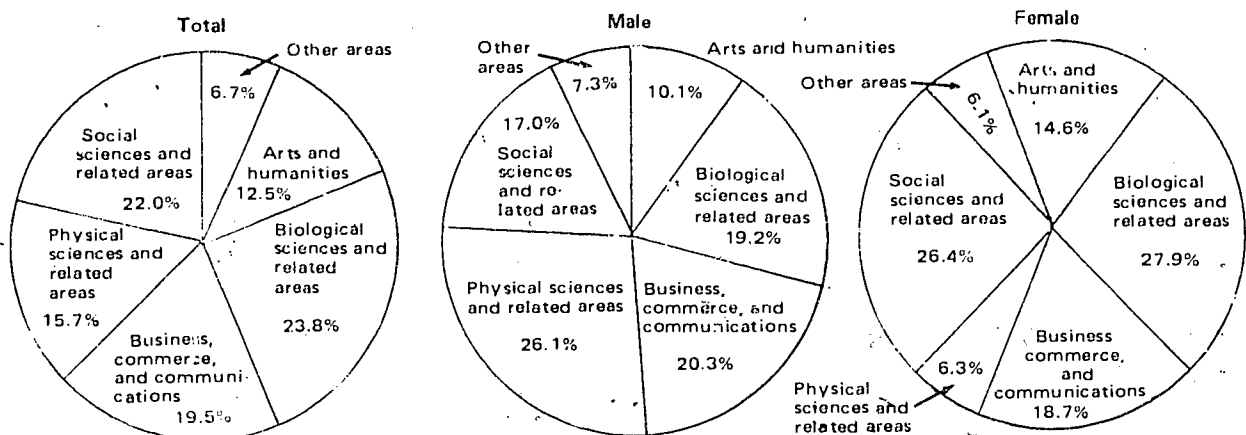 Total
Other areas
6.7%
Social
sciences and
related areas
22.0%
Arts and
humanities
12.5%
Physical
sciences and
related
areas
15.7%
Biological
sciences and
related
areas
23.8%
Business,
commerce,
and communi-
cations
19.5%
Male
Other
areas
7.3%
Arts and humanities
10.1%
17.0%
Social
sciences
and re-
lated areas
Biological
sciences and
related areas
19.2%
Physical sciences
and related areas
26.1%
Business,
commerce, and
communications
20.3%
Female
Other areas
6.1%
Arts and
humanities
14.6%
Social
sciences and
related areas
26.4%
Biological
sciences and
related areas
27.9%
6.3%
Physical
sciences and
related areas
Business
commerce,
and
communications
18.7%